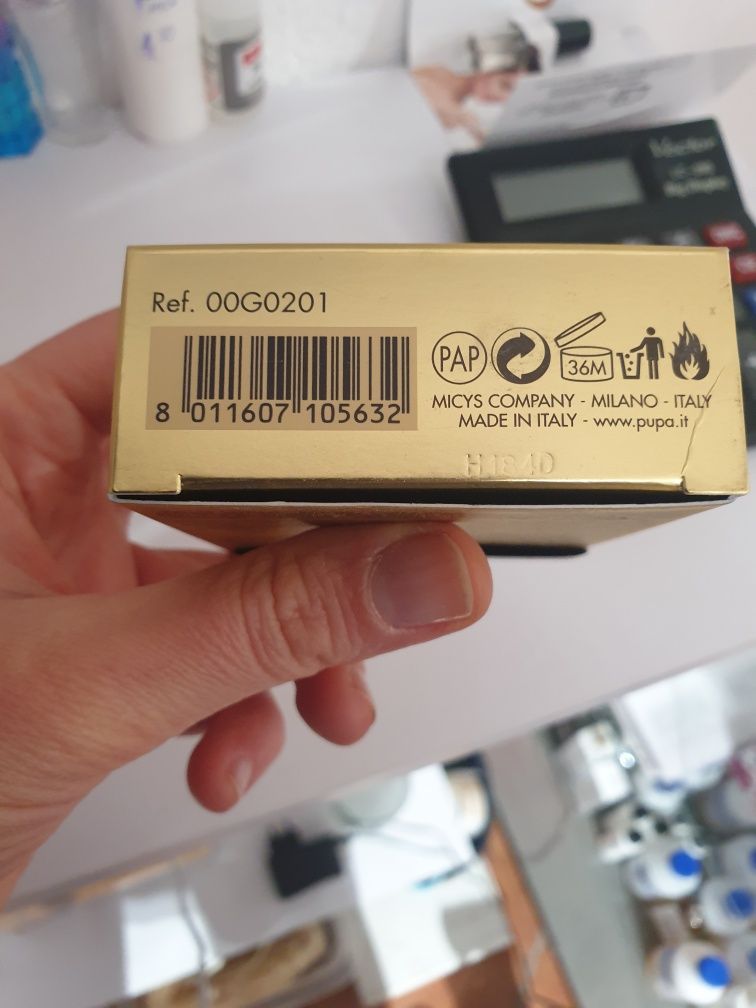 Ref. 00G0201
8 011607 105632
PAP
36M
MICYS COMPANY - MILANO - ITALY
MADE IN ITALY - www.pupa.it